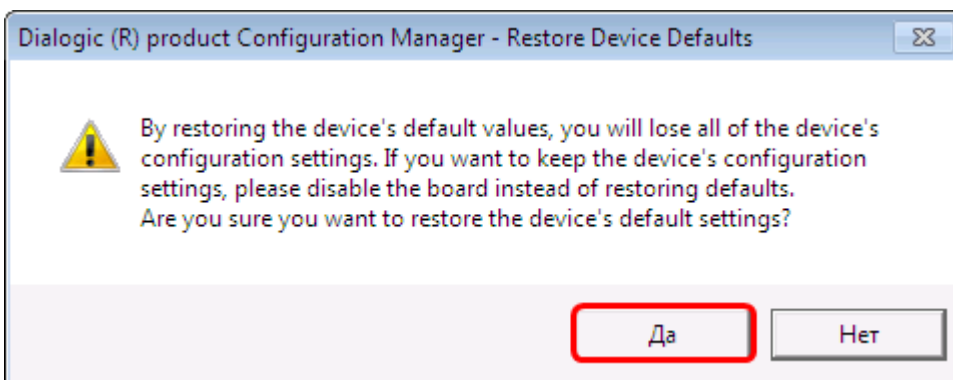 Dialogic (R) product Configuration Manager - Restore Device Defaults
By restoring the device's default values, you will lose all of the device's
configuration settings. If you want to keep the device's configuration
settings, please disable the board instead of restoring defaults.
Are you sure you want to restore the device's default settings?
Да
Нет